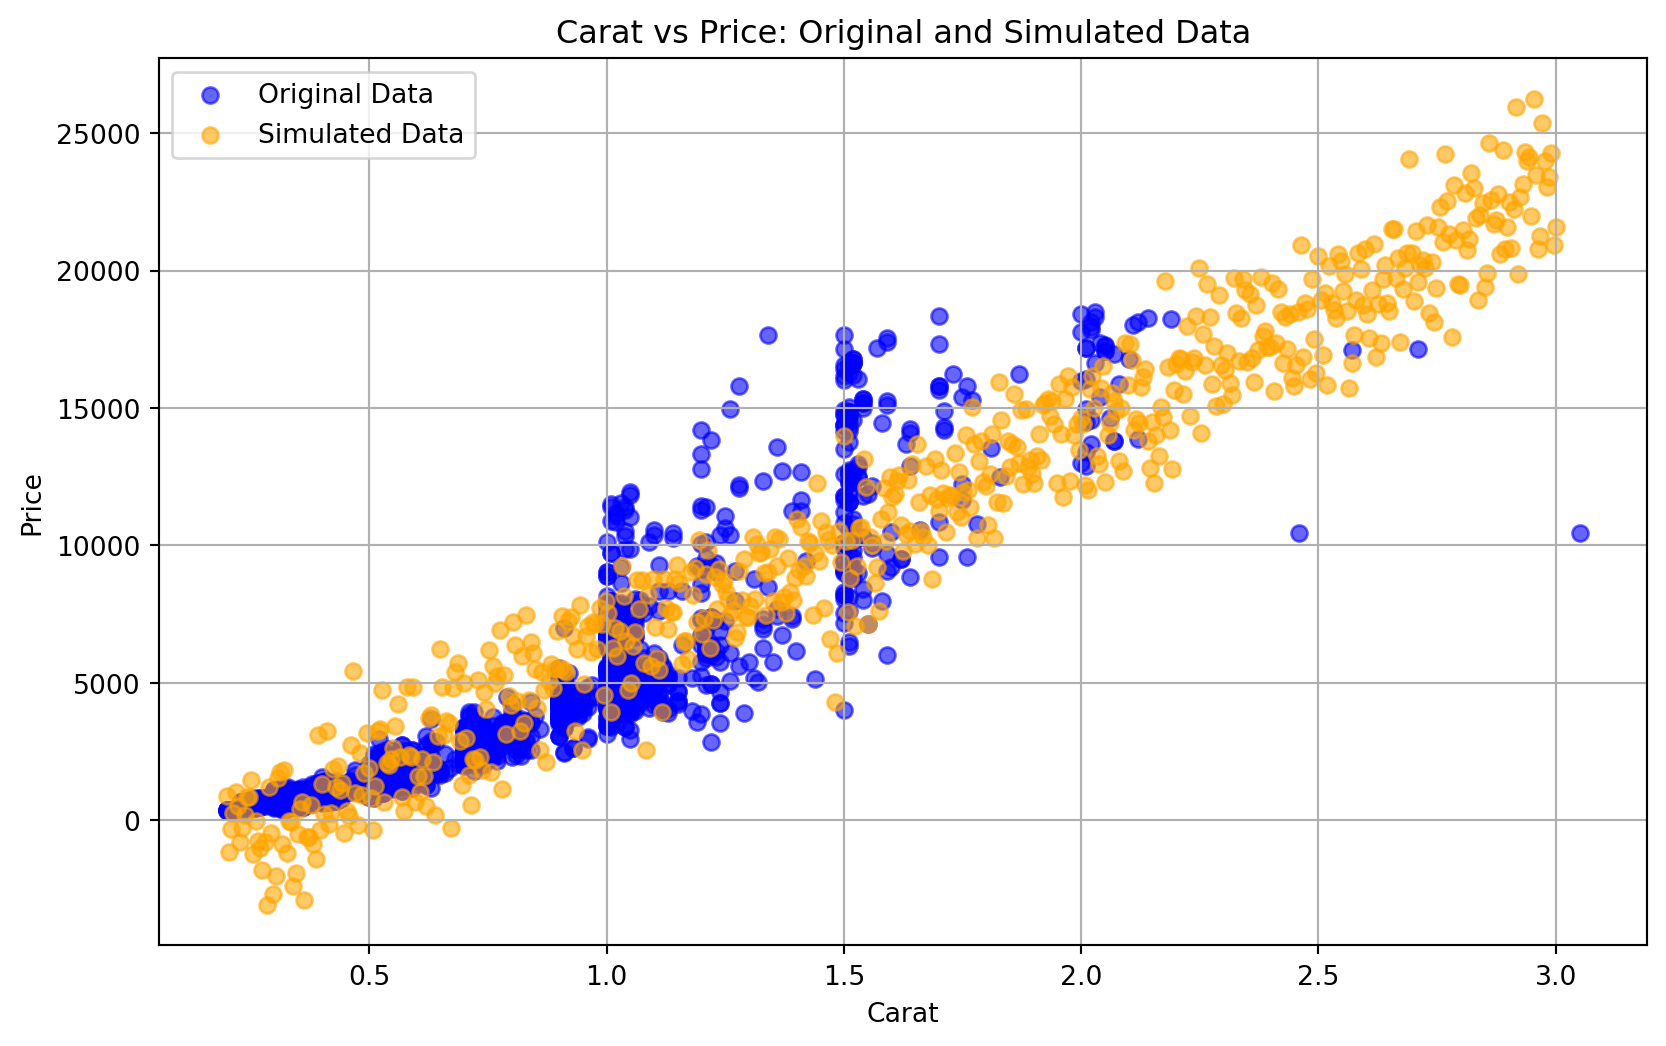 Carat vs Price: Original and Simulated Data
Original Data
Simulated Data
Price
25000
20000
15000
10000
5000
0
0.5 1.0 1.5 2.0 2.5 3.0
Carat